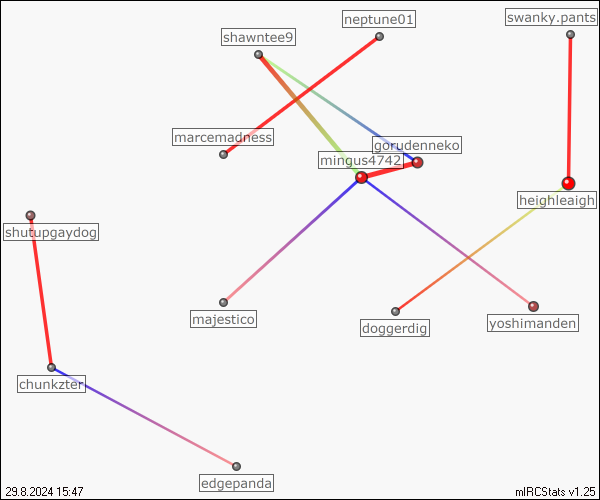 neptune01
swanky.pants
shawntee9
marcemadness
gorudenneko
mingus4742
heighleaigh
shutupgaydog
majestico
doggerdig
yoshimanden
chunkzter
edgepanda
29.8.2024 15:47
mIRCStats v1.25